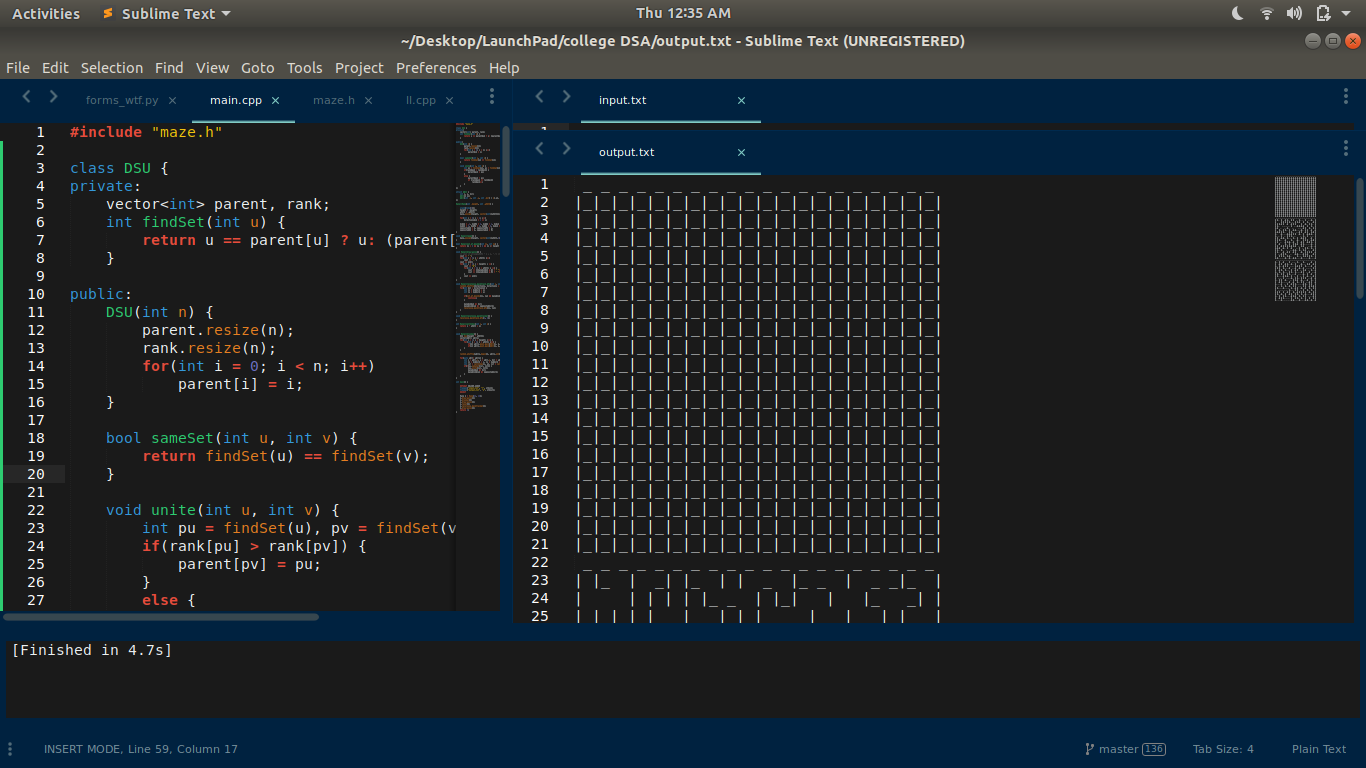 Activities Sublime Text Thu 12:35 AM
~/Desktop/LaunchPad/college DSA/output.txt - Sublime Text (UNREGISTERED)
File Edit Selection Find View Goto Tools Project Preferences Help
forms_wtf.py × main.cpp × maze.h × ll.cpp ×
1 #include "maze.h"
2
3 class DSU {
4 private:
5     vector<int> parent, rank;
6     int findSet(int u) {
7         return u == parent[u] ? u: (parent[
8     }
9
10 public:
11     DSU(int n) {
12         parent.resize(n);
13         rank.resize(n);
14         for(int i = 0; i < n; i++)
15             parent[i] = i;
16     }
17
18     bool sameSet(int u, int v) {
19         return findSet(u) == findSet(v);
20     }
21
22     void unite(int u, int v) {
23         int pu = findSet(u), pv = findSet(v
24         if(rank[pu] > rank[pv]) {
25             parent[pv] = pu;
26         }
27         else {
input.txt ×
1
output.txt ×
1  _ _ _ _ _ _ _ _ _ _ _ _ _ _ _ _ _ _ _ _
2 |_|_|_|_|_|_|_|_|_|_|_|_|_|_|_|_|_|_|_|_|
3 |_|_|_|_|_|_|_|_|_|_|_|_|_|_|_|_|_|_|_|_|
4 |_|_|_|_|_|_|_|_|_|_|_|_|_|_|_|_|_|_|_|_|
5 |_|_|_|_|_|_|_|_|_|_|_|_|_|_|_|_|_|_|_|_|
6 |_|_|_|_|_|_|_|_|_|_|_|_|_|_|_|_|_|_|_|_|
7 |_|_|_|_|_|_|_|_|_|_|_|_|_|_|_|_|_|_|_|_|
8 |_|_|_|_|_|_|_|_|_|_|_|_|_|_|_|_|_|_|_|_|
9 |_|_|_|_|_|_|_|_|_|_|_|_|_|_|_|_|_|_|_|_|
10 |_|_|_|_|_|_|_|_|_|_|_|_|_|_|_|_|_|_|_|_|
11 |_|_|_|_|_|_|_|_|_|_|_|_|_|_|_|_|_|_|_|_|
12 |_|_|_|_|_|_|_|_|_|_|_|_|_|_|_|_|_|_|_|_|
13 |_|_|_|_|_|_|_|_|_|_|_|_|_|_|_|_|_|_|_|_|
14 |_|_|_|_|_|_|_|_|_|_|_|_|_|_|_|_|_|_|_|_|
15 |_|_|_|_|_|_|_|_|_|_|_|_|_|_|_|_|_|_|_|_|
16 |_|_|_|_|_|_|_|_|_|_|_|_|_|_|_|_|_|_|_|_|
17 |_|_|_|_|_|_|_|_|_|_|_|_|_|_|_|_|_|_|_|_|
18 |_|_|_|_|_|_|_|_|_|_|_|_|_|_|_|_|_|_|_|_|
19 |_|_|_|_|_|_|_|_|_|_|_|_|_|_|_|_|_|_|_|_|
20 |_|_|_|_|_|_|_|_|_|_|_|_|_|_|_|_|_|_|_|_|
21 |_|_|_|_|_|_|_|_|_|_|_|_|_|_|_|_|_|_|_|_|
22  _ _ _ _ _ _ _ _ _ _ _ _ _ _ _ _ _ _ _ _
23
24
25
[Finished in 4.7s]
INSERT MODE, Line 59, Column 17 master 136 Tab Size: 4 Plain Text